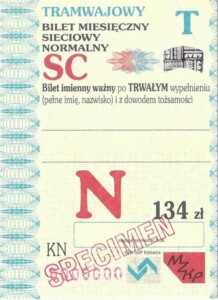 TRAMWAJOWY
BILET MIESIĘCZNY
SIECIOWY
NORMALNY
T
SC
Bilet imienny ważny po TRWAŁYM wypełnieniu
(pełne imię, nazwisko) i z dowodem tożsamości
N
134 zł
KN
SPECIMEN